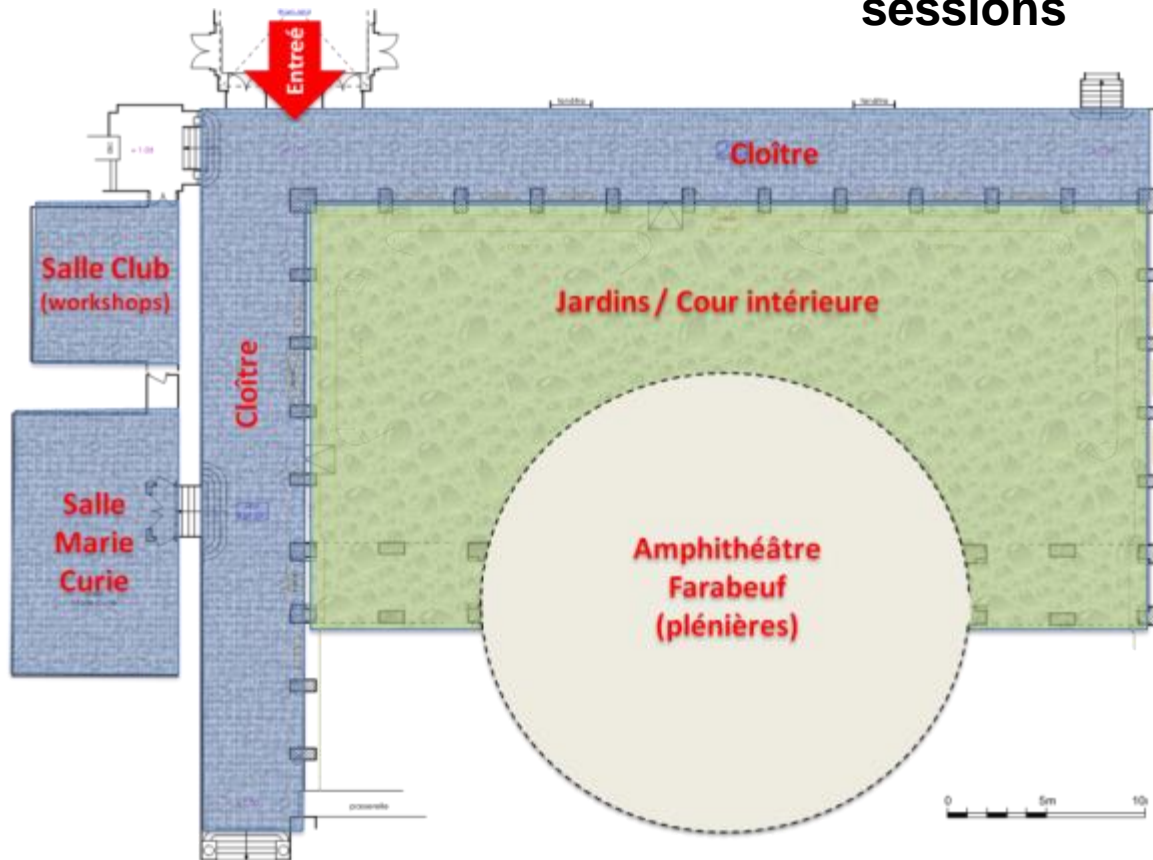 sessions
Entreé
Cloître
Salle Club
(workshops)
Jardins / Cour intérieure
Cloître
Salle
Marie
Curie
Amphithéâtre
Farabeuf
(plénières)
passerelle
0 5m